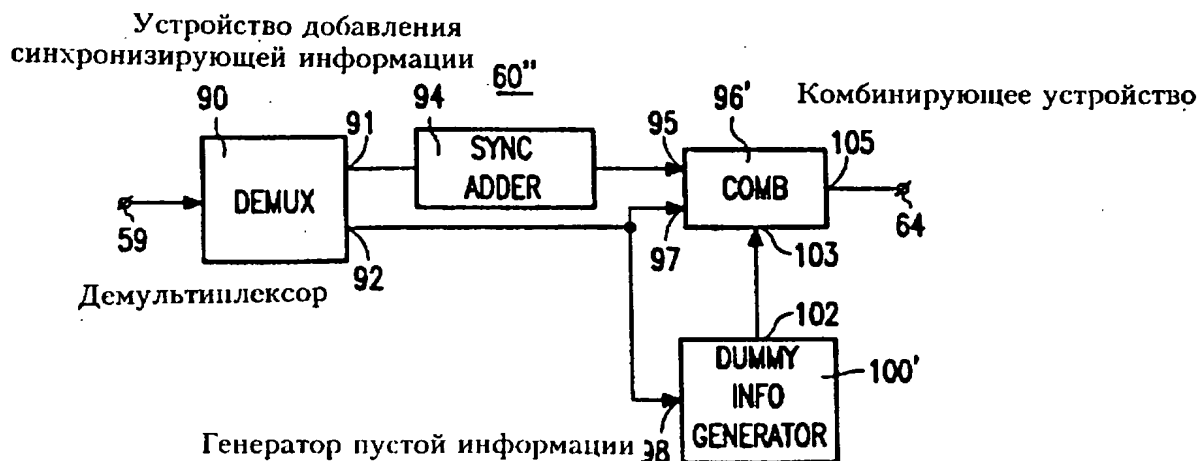 Устройство добавления
синхронизирующей информации
60"
90
91
94
95
96'
Комбинирующее устройство
105
SYNC
ADDER
DEMUX
COMB
59
92
97
103
64
Демультиплексор
102
DUMMY
INFO
GENERATOR
100'
Генератор пустой информации
98